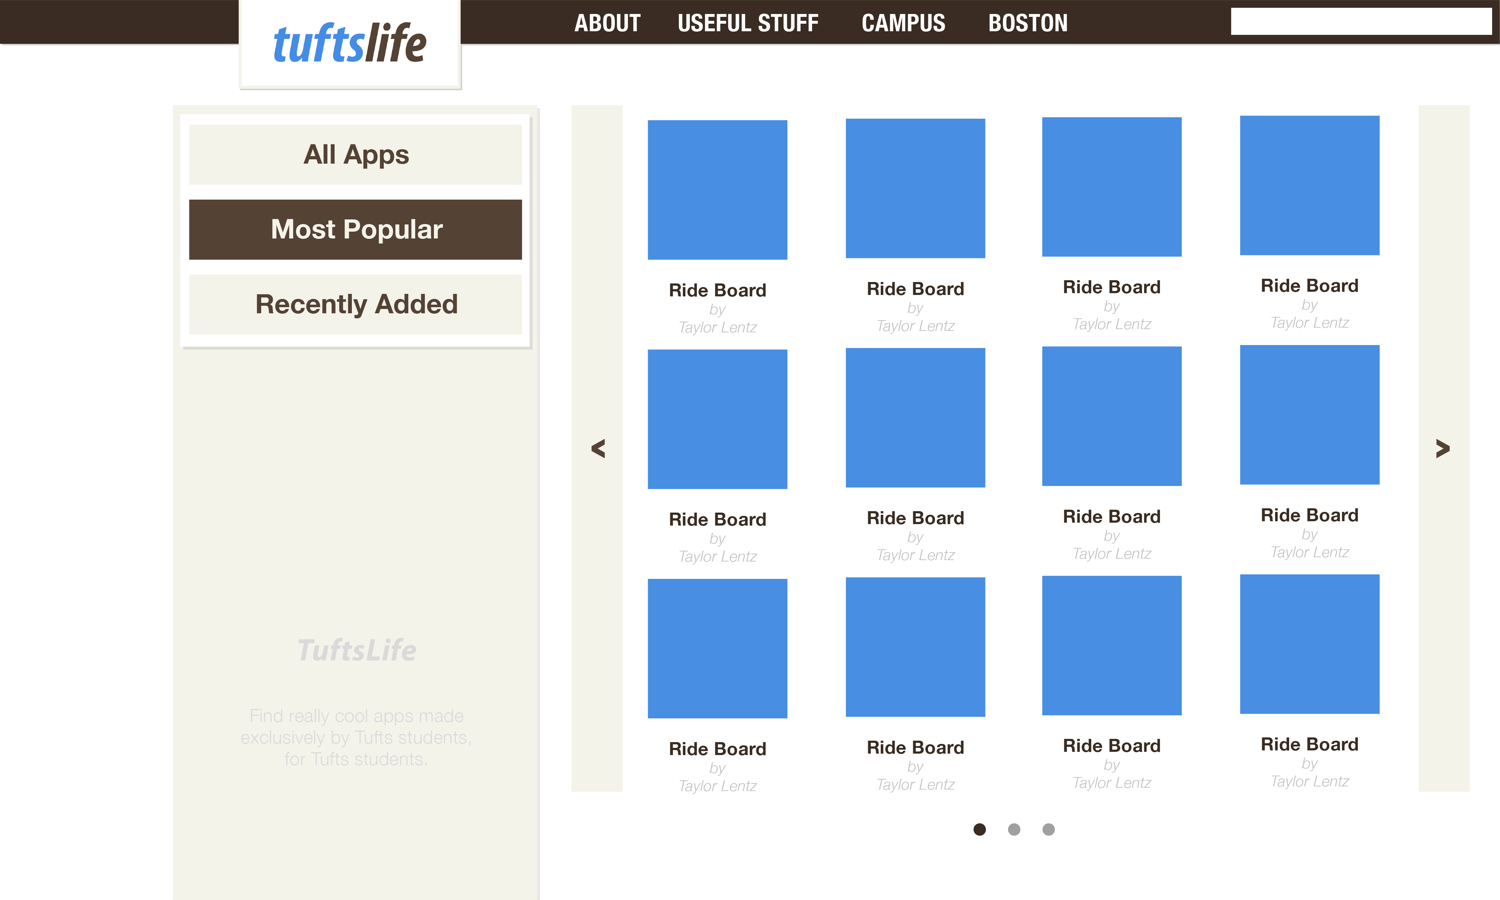 tuftslife
ABOUT USEFUL STUFF CAMPUS BOSTON
All Apps
Most Popular
Recently Added
TuftsLife
Find really cool apps made
exclusively by Tufts students,
for Tufts students.
<
Ride Board
by
Taylor Lentz
Ride Board
by
Taylor Lentz
Ride Board
by
Taylor Lentz
Ride Board
by
Taylor Lentz
Ride Board
by
Taylor Lentz
Ride Board
by
Taylor Lentz
Ride Board
by
Taylor Lentz
Ride Board
by
Taylor Lentz
Ride Board
by
Taylor Lentz
Ride Board
by
Taylor Lentz
Ride Board
by
Taylor Lentz
Ride Board
by
Taylor Lentz
>